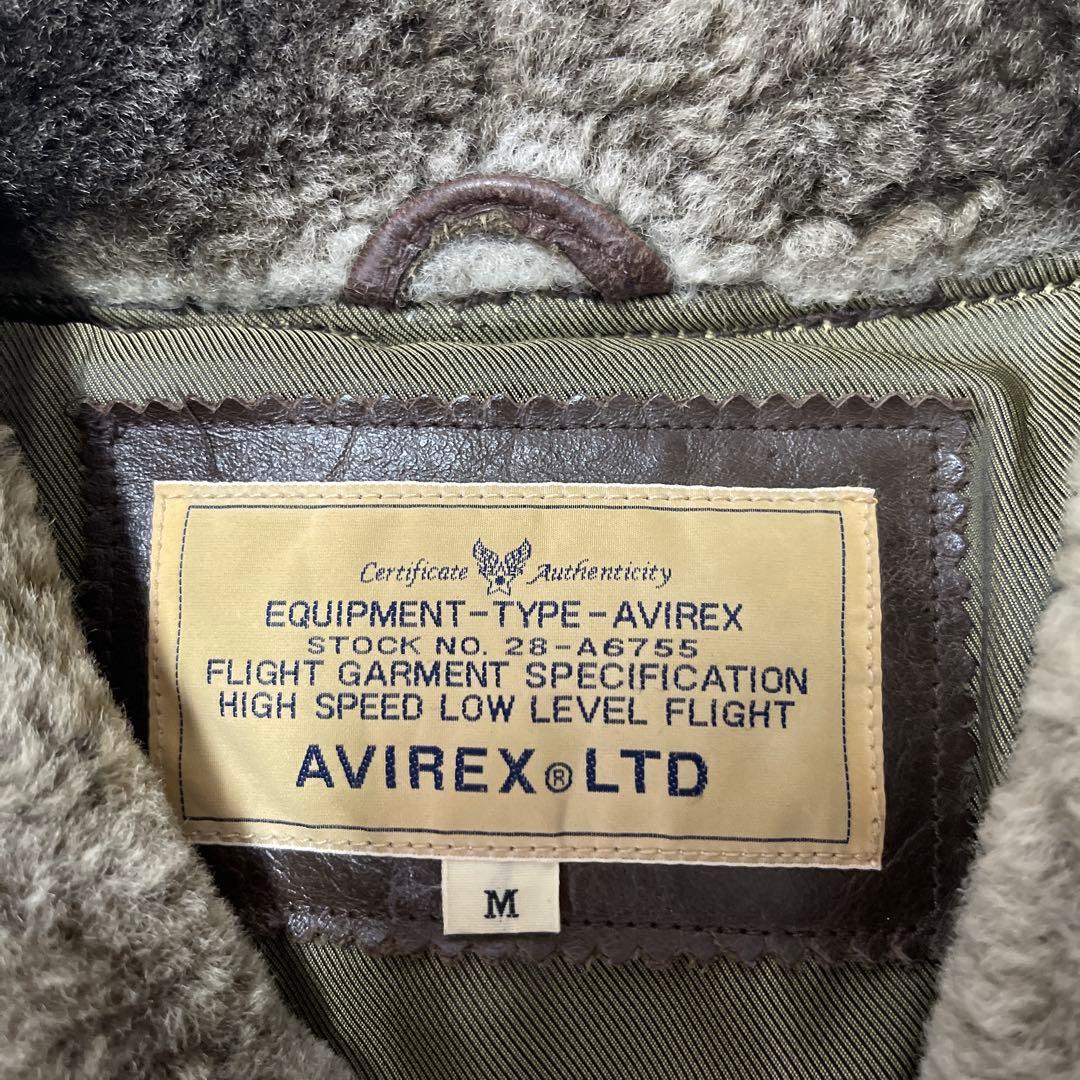 Certificate Authenticity
EQUIPMENT-TYPE-AVIREX
STOCK NO. 28-A6755
FLIGHT GARMENT SPECIFICATION
HIGH SPEED LOW LEVEL FLIGHT
AVIREX® LTD
M